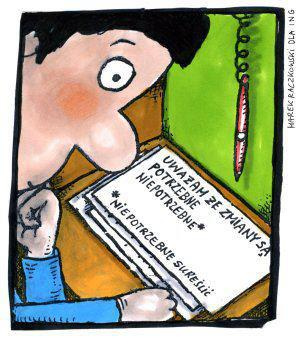 UWAŻAM ŻE ZMIANY SĄ
POTRZEBNE
NIEPOTRZEBNE*
*NIEPOTRZEBNE SKREŚLIĆ
MAREK RACZKOWSKI DLA ING